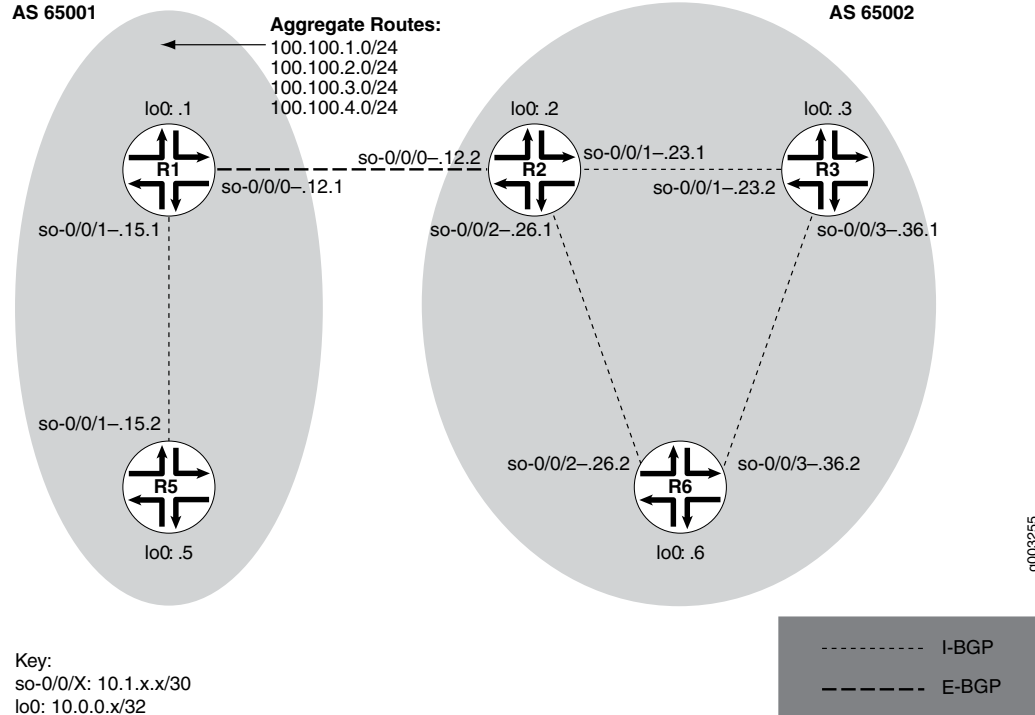 AS 65001
Aggregate Routes:
100.100.1.0/24
100.100.2.0/24
100.100.3.0/24
100.100.4.0/24
AS 65002
lo0: .1
R1
so-0/0/0–.12.1
so-0/0/0–.12.2
lo0: .2
R2
so-0/0/1–.23.1
so-0/0/1–.23.2
lo0: .3
R3
so-0/0/1–.15.1
so-0/0/2–.26.1
so-0/0/3–.36.1
so-0/0/1–.15.2
R5
lo0: .5
so-0/0/2–.26.2
R6
so-0/0/3–.36.2
lo0: .6
g003255
Key:
so-0/0/X: 10.1.x.x/30
lo0: 10.0.0.x/32
I-BGP
E-BGP